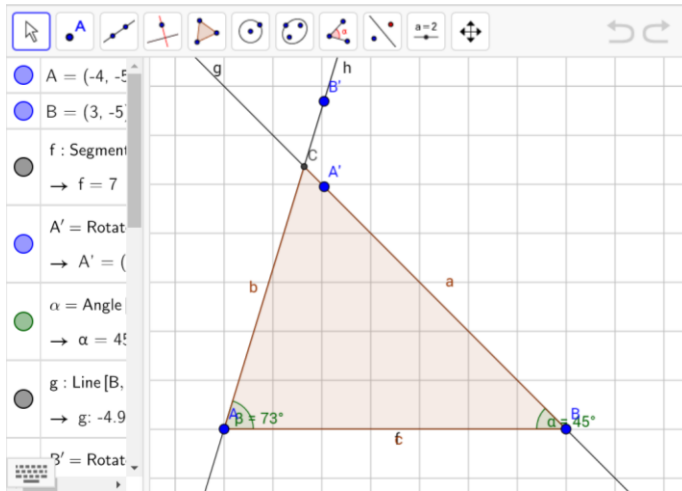 A
α
a=2
A = (-4, -5
B = (3, -5)
f : Segment
→ f = 7
A′ = Rotat
→ A′ = (
α = Angle
→ α = 45
g : Line[B,
→ g: -4.9
B′ = Rotat
g
h
B'
C
A'
b
a
A
β = 73°
B
α = 45°
c